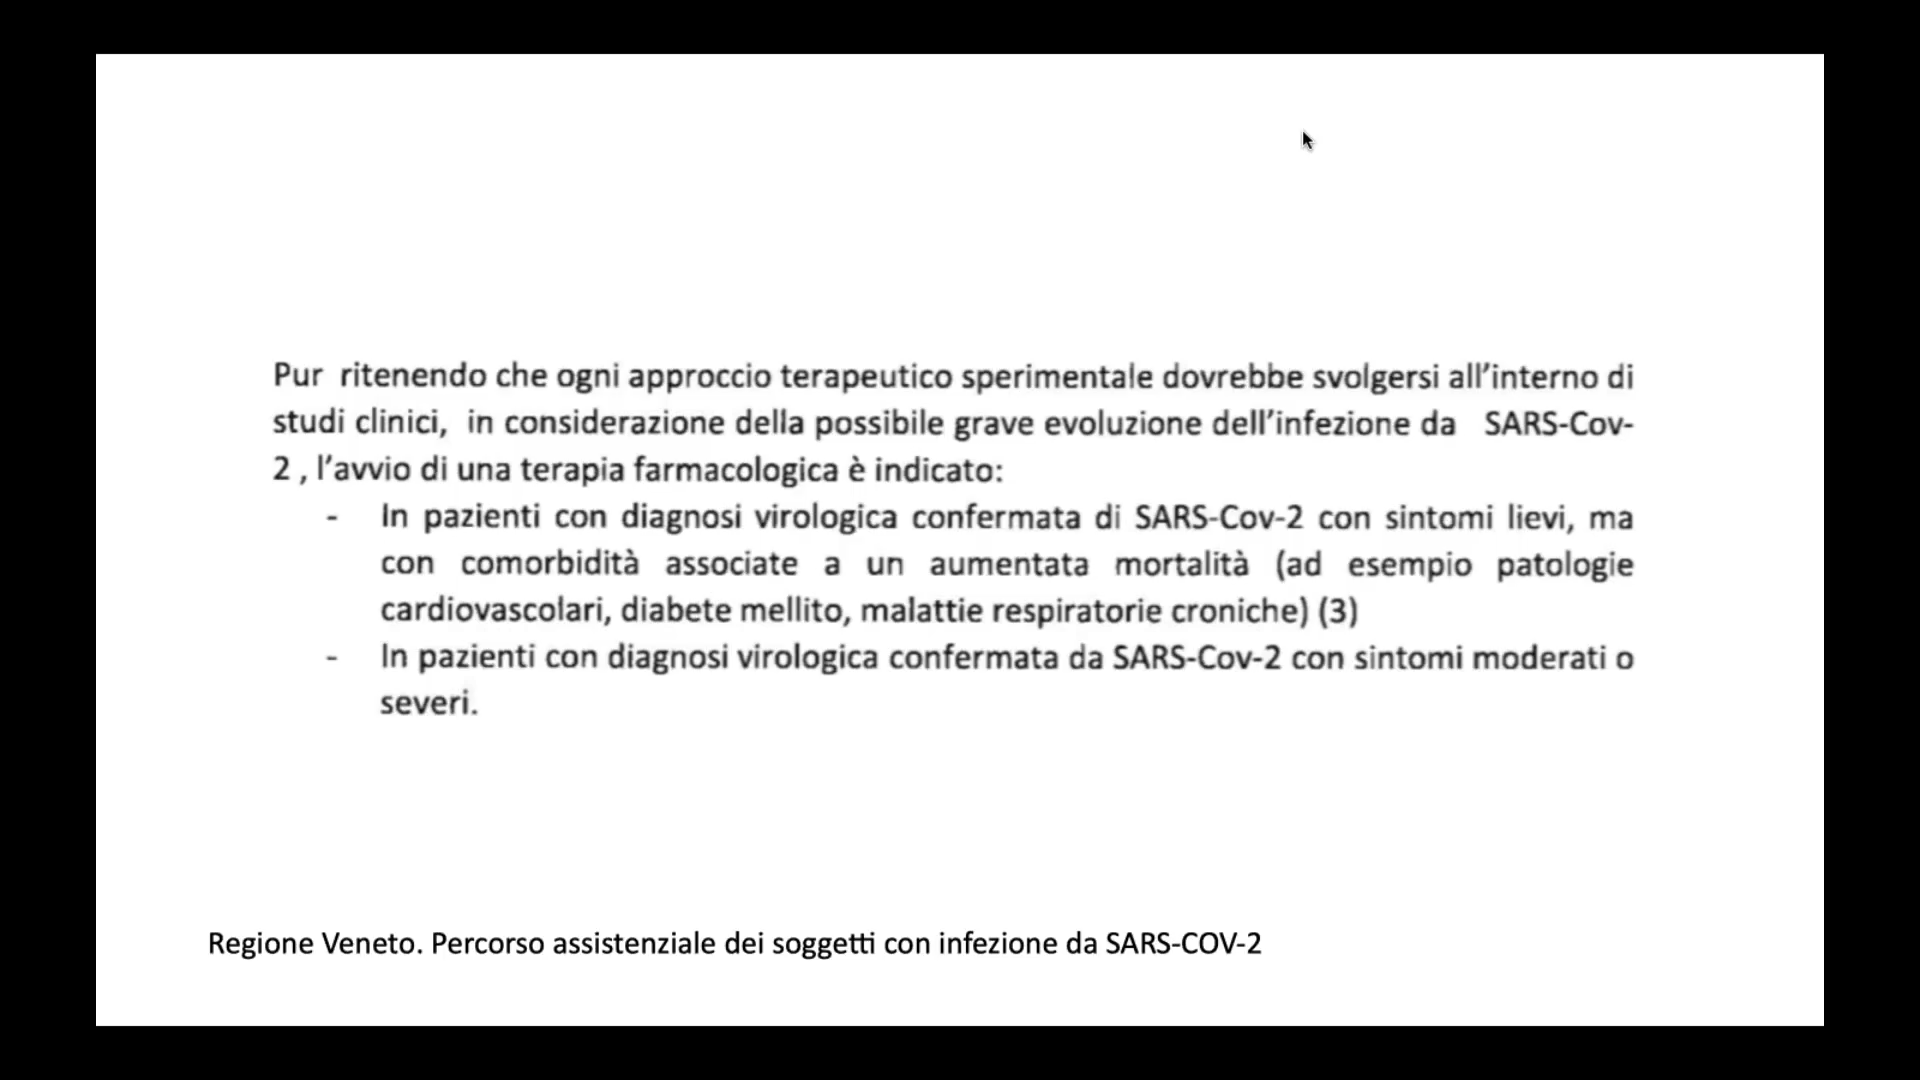 Pur ritenendo che ogni approccio terapeutico sperimentale dovrebbe svolgersi all'interno di
studi clinici, in considerazione della possibile grave evoluzione dell'infezione da SARS-Cov-
2 , l'avvio di una terapia farmacologica è indicato:
- In pazienti con diagnosi virologica confermata di SARS-Cov-2 con sintomi lievi, ma
con comorbidità associate a un aumentata mortalità (ad esempio patologie
cardiovascolari, diabete mellito, malattie respiratorie croniche) (3)
- In pazienti con diagnosi virologica confermata da SARS-Cov-2 con sintomi moderati o
severi.
Regione Veneto. Percorso assistenziale dei soggetti con infezione da SARS-COV-2